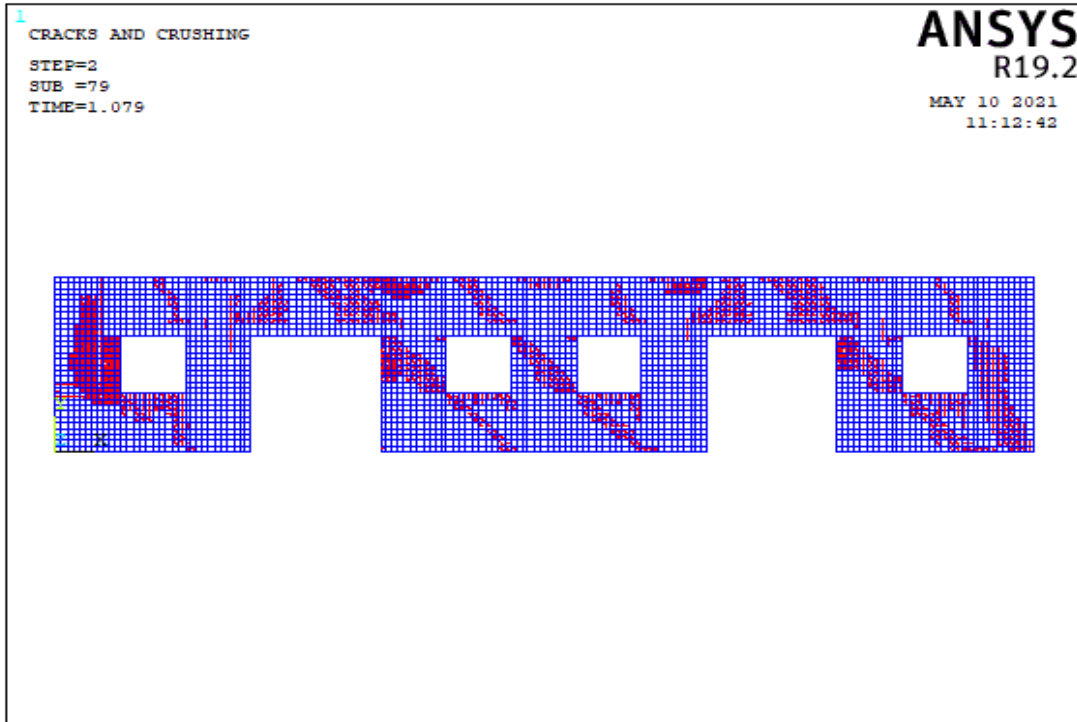 1
CRACKS AND CRUSHING
STEP=2
SUB =79
TIME=1.079
ANSYS
R19.2
MAY 10 2021
11:12:42
X